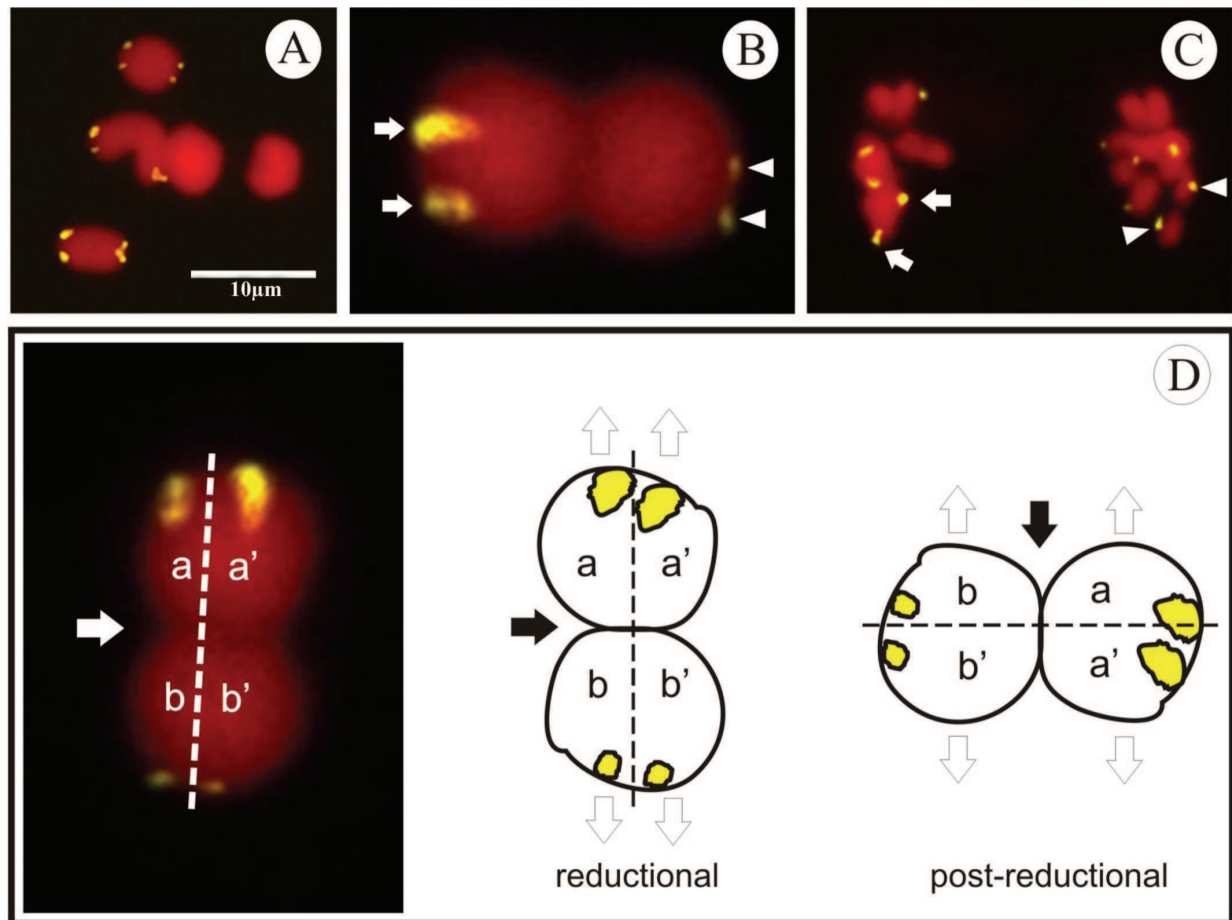 A
B
C
10µm
D
a a'
b b'
a a'
b b'
b a
b' a'
reductional
post-reductional